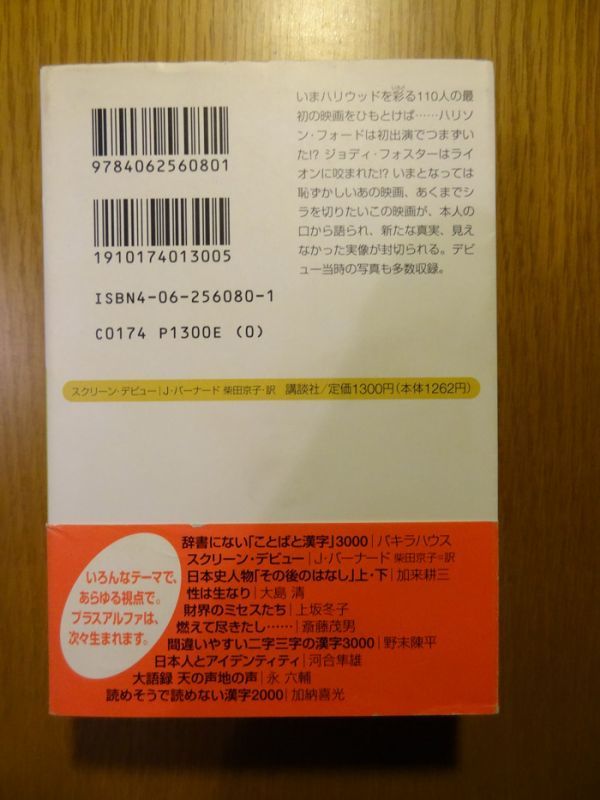 9784062560801
1910174013005
ISBN4-06-256080-1
C0174 P1300E (0)
いまハリウッドを彩る110人の最
初の映画をひもとけば……ハリソ
ン・フォードは初出演でつまずい
た!? ジョディ・フォスターはライ
オンに咬まれた!? いまとなっては
恥ずかしいあの映画、あくまでシ
ラを切りたいこの映画が、本人の
口から語られ、新たな真実、見え
なかった実像が封切られる。デビ
ュー当時の写真も多数収録。
スクリーン・デビュー|J・バーナード 柴田京子・訳 講談社/定価1300円(本体1262円)
いろんなテーマで、
あらゆる視点で。
プラスアルファは、
次々生まれます。
辞書にない「ことばと漢字」3000|バキラハウス
スクリーン・デビュー|J・バーナード 柴田京子=訳
日本史人物「その後のはなし」上・下|加来耕三
性は生なり|大島 清
財界のミセスたち|上坂冬子
燃えて尽きたし……|斎藤茂男
間違いやすい二字三字の漢字3000|野末陳平
日本人とアイデンティティ|河合隼雄
大語録 天の声地の声|永 六輔
読めそうで読めない漢字2000|加納喜光